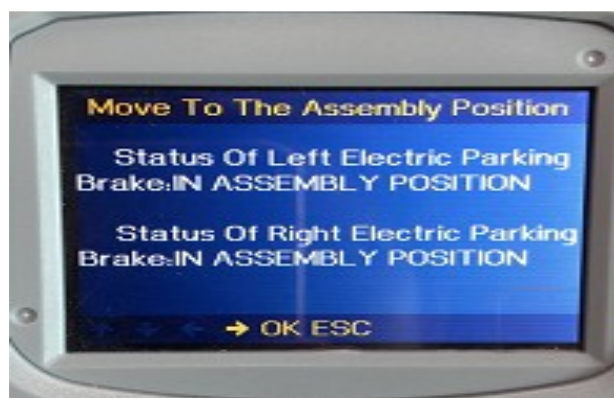 Move To The Assembly Position
Status Of Left Electric Parking
Brake:IN ASSEMBLY POSITION
Status Of Right Electric Parking
Brake:IN ASSEMBLY POSITION
↑ ↓ ← → OK ESC